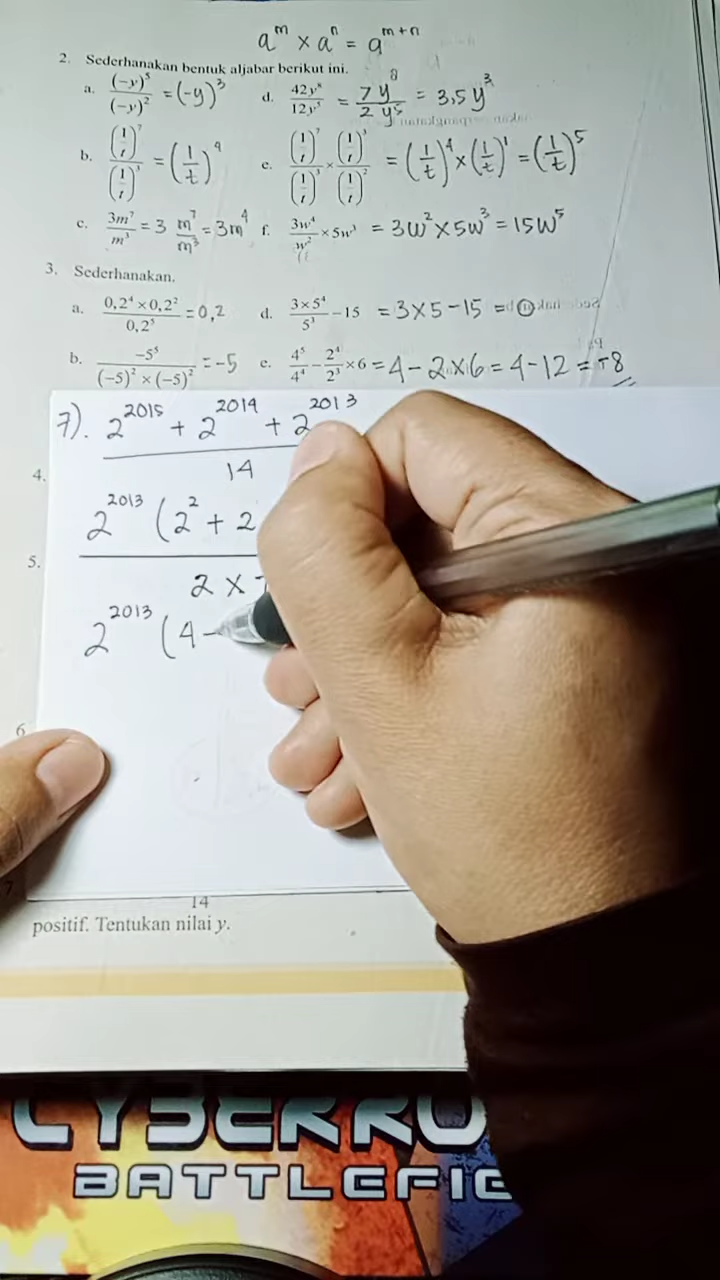 a^m × a^n = a^{m+n}
2. Sederhanakan bentuk aljabar berikut ini.
a. (-y)^5 / (-y)^2 = (-y)^3 d. 42y^8 / 12y^5 = 7y^8 / 2y^5 = 3,5y^3
b. (1/t)^7 / (1/t)^3 = (1/t)^4 e. (1/t)^7 / (1/t)^3 × (1/t)^3 / (1/t)^2 = (1/t)^4 × (1/t)^1 = (1/t)^5
c. 3m^7 / m^3 = 3 m^7 / m^3 = 3m^4 f. 3w^4 / w^2 × 5w^3 = 3w^2 × 5w^3 = 15w^5
3. Sederhanakan.
a. 0,2^4 × 0,2^2 / 0,2^5 = 0,2 d. 3×5^4 / 5^3 - 15 = 3×5-15 = 0
b. -5^5 / (-5)^2 × (-5)^2 = -5 e. 4^5 / 4^4 - 2^4 / 2^3 × 6 = 4 - 2×6 = 4-12 = -8
7). 2^2015 + 2^2014 + 2^2013
4. 14
2^2013 (2^2 + 2
5.
2 ×
2^2013 (4 -
6
7
14
positif. Tentukan nilai y.
BATTLEFIE